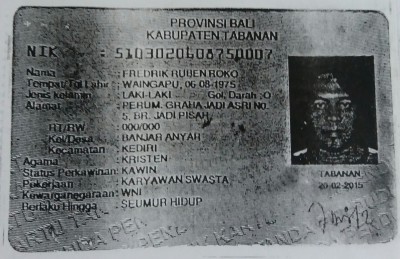 PROVINSI BALI
KABUPATEN TABANAN
NIK : 5103020608750007
Nama : FREDRIK RUBEN ROKO
Tempat/Tgl Lahir : WAINGAPU, 06-08-1975
Jenis kelamin : LAKI-LAKI Gol. Darah : O
Alamat : PERUM. GRAHA JADI ASRI NO.
5, BR. JADI PISAH
RT/RW : 000/000
Kel/Desa : BANJAR ANYAR
Kecamatan : KEDIRI
Agama : KRISTEN
Status Perkawinan : KAWIN
Pekerjaan : KARYAWAN SWASTA
Kewarganegaraan : WNI
Berlaku Hingga : SEUMUR HIDUP
TABANAN
20-02-2015